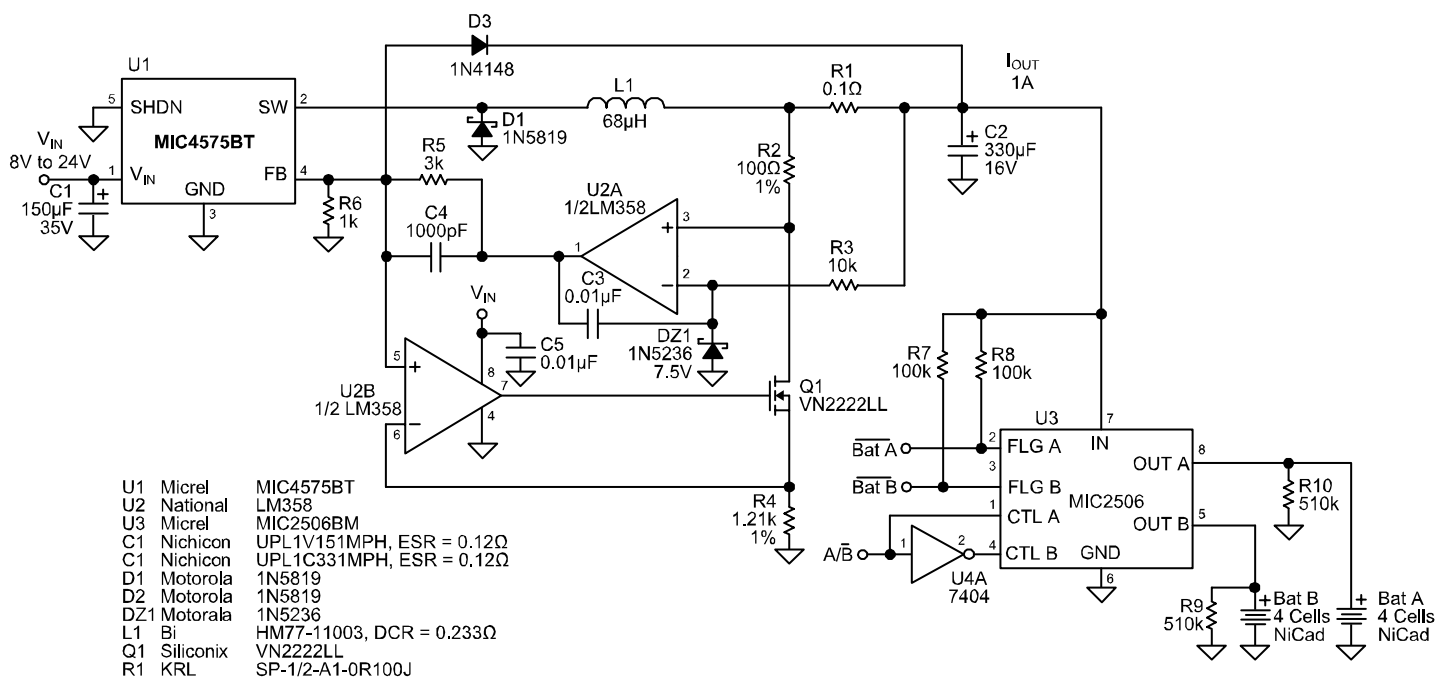 D3
1N4148
U1
5
SHDN
SW
2
MIC4575BT
VIN
8V to 24V
1
VIN
FB
4
GND
3
C1
150µF
35V
+
D1
1N5819
L1
68µH
R1
0.1Ω
IOUT
1A
+
C2
330µF
16V
R2
100Ω
1%
R5
3k
R6
1k
C4
1000pF
U2A
1/2LM358
3
+
1
2
−
R3
10k
C3
0.01µF
VIN
C5
0.01µF
DZ1
1N5236
7.5V
5
+
8
7
U2B
1/2 LM358
−
4
6
Q1
VN2222LL
R4
1.21k
1%
R7
100k
R8
100k
U3
7
IN
Bat A
2
FLG A
3
Bat B
FLG B
MIC2506
1
CTL A
A/B
1
2
4
CTL B
U4A
7404
GND
6
OUT A
8
OUT B
5
R10
510k
R9
510k
+
Bat B
4 Cells
NiCad
+
Bat A
4 Cells
NiCad
U1 Micrel MIC4575BT
U2 National LM358
U3 Micrel MIC2506BM
C1 Nichicon UPL1V151MPH, ESR = 0.12Ω
C1 Nichicon UPL1C331MPH, ESR = 0.12Ω
D1 Motorola 1N5819
D2 Motorola 1N5819
DZ1 Motorala 1N5236
L1 Bi HM77-11003, DCR = 0.233Ω
Q1 Siliconix VN2222LL
R1 KRL SP-1/2-A1-0R100J